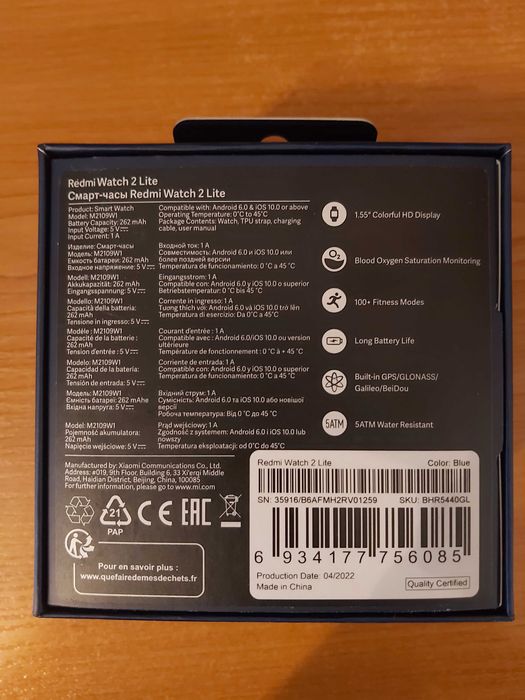 Redmi Watch 2 Lite
Смарт-часы Redmi Watch 2 Lite
Product: Smart Watch
Model: M2109W1
Battery Capacity: 262 mAh
Input Voltage: 5 V
Input Current: 1 A
Compatible with: Android 6.0 & iOS 10.0 or above
Operating Temperature: 0°C to 45°C
Package Contents: Watch, TPU strap, charging
cable, user manual
Изделие: Смарт-часы
Модель: M2109W1
Емкость батареи: 262 mAh
Входное напряжение: 5 V
Входной ток: 1 A
Совместимость: Android 6.0 и iOS 10.0 или
более поздней версии
Temperatura de funcionamiento: 0 °C a 45 °C
Model: M2109W1
Akkukapazität: 262 mAh
Eingangsspannung: 5 V
Eingangsstrom: 1 A
Compatible con: Android 6.0 y iOS 10.0 o superior
Betriebstemperatur: 0°C bis 45°C
Modello: M2109W1
Capacità della batteria:
262 mAh
Tensione in ingresso: 5 V
Corrente in ingresso: 1 A
Tương thích với: Android 6.0 và iOS 10.0 trở lên
Temperatura di esercizio: Da 0°C a 45°C
Modèle : M2109W1
Capacité de la batterie :
262 mAh
Tension d'entrée : 5 V
Courant d'entrée : 1 A
Compatible avec : Android 6.0/iOS 10.0 ou version
ultérieure
Température de fonctionnement : 0 °C à + 45 °C
Modelo: M2109W1
Capacidad de la batería:
262 mAh
Tensión de entrada: 5 V
Corriente de entrada: 1 A
Compatible con: Android 6.0 y iOS 10.0 o superior
Temperatura de funcionamiento: 0 °C a 45 °C
Модель: M2109W1
Ємність батареї: 262 mAhe
Вхідна напруга: 5 V
Вхідний струм: 1 A
Сумісність: Android 6.0 та iOS 10.0 або новішої
версії
Робоча температура: Від 0 °C до 45 °C
Model: M2109W1
Pojemność akumulatora:
262 mAh
Napięcie wejściowe: 5 V
Prąd wejściowy: 1 A
Zgodność z systemem: Android 6.0 i iOS 10.0 lub
nowszy
Temperatura eksploatacji: od 0°C do 45°C
1.55" Colorful HD Display
O2
Blood Oxygen Saturation Monitoring
100+ Fitness Modes
Long Battery Life
Built-in GPS/GLONASS/
Galileo/BeiDou
5ATM
5ATM Water Resistant
Manufactured by: Xiaomi Communications Co., Ltd.
Address: #019, 9th Floor, Building 6, 33 Xi'erqi Middle
Road, Haidian District, Beijing, China, 100085
For further information, please go to www.mi.com
21
PAP
CE
EAC
Pour en savoir plus :
www.quefairedemesdechets.fr
Redmi Watch 2 Lite
Color: Blue
SN: 35916/B6AFMH2RV01259
SKU: BHR5440GL
6 934177 756085
Production Date: 04/2022
Made in China
Quality Certified